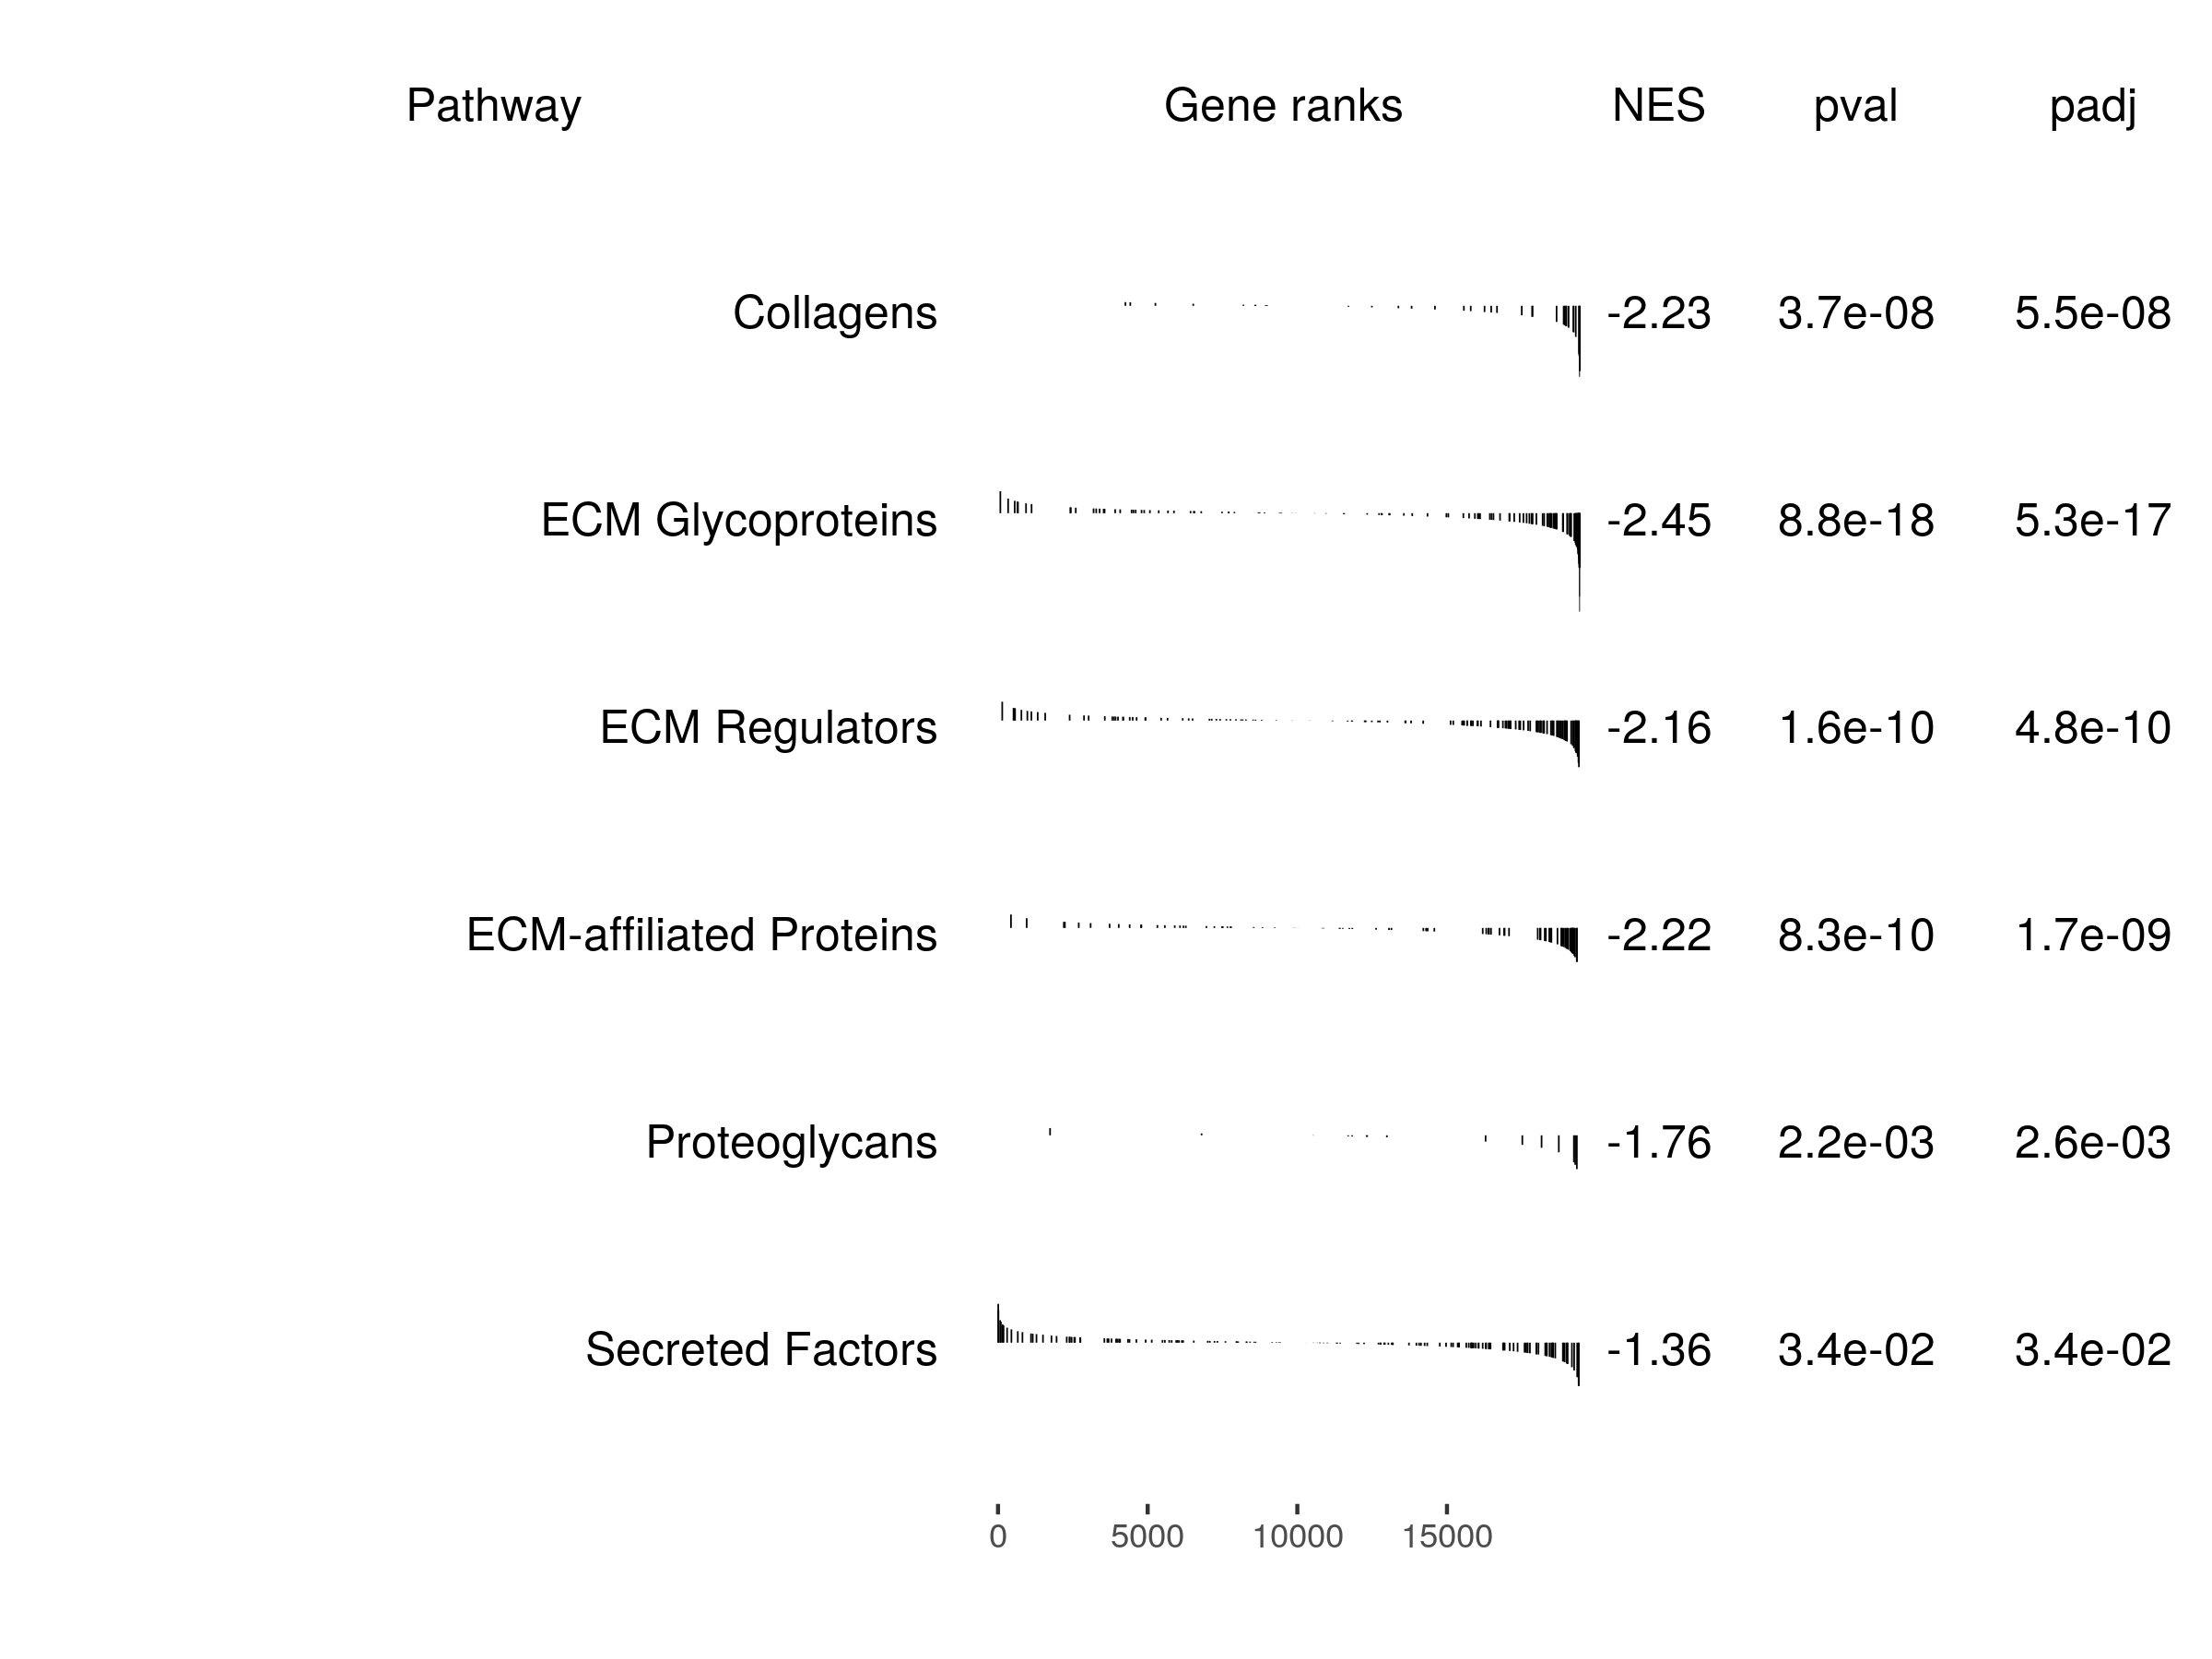 Pathway Gene ranks NES pval padj
Collagens -2.23 3.7e-08 5.5e-08
ECM Glycoproteins -2.45 8.8e-18 5.3e-17
ECM Regulators -2.16 1.6e-10 4.8e-10
ECM-affiliated Proteins -2.22 8.3e-10 1.7e-09
Proteoglycans -1.76 2.2e-03 2.6e-03
Secreted Factors -1.36 3.4e-02 3.4e-02
0 5000 10000 15000